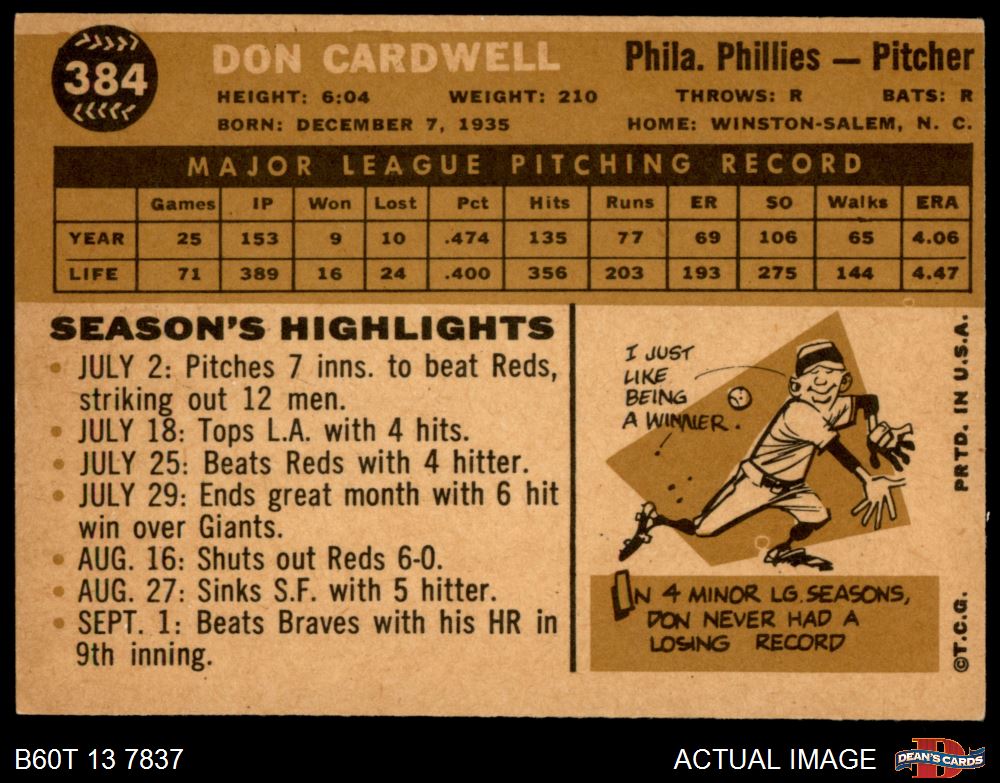 384
DON CARDWELL
Phila. Phillies — Pitcher
HEIGHT: 6:04 WEIGHT: 210 THROWS: R BATS: R
BORN: DECEMBER 7, 1935 HOME: WINSTON-SALEM, N. C.
MAJOR LEAGUE PITCHING RECORD
Games IP Won Lost Pct Hits Runs ER SO Walks ERA
YEAR 25 153 9 10 .474 135 77 69 106 65 4.06
LIFE 71 389 16 24 .400 356 203 193 275 144 4.47
SEASON'S HIGHLIGHTS
• JULY 2: Pitches 7 inns. to beat Reds,
striking out 12 men.
• JULY 18: Tops L.A. with 4 hits.
• JULY 25: Beats Reds with 4 hitter.
• JULY 29: Ends great month with 6 hit
win over Giants.
• AUG. 16: Shuts out Reds 6-0.
• AUG. 27: Sinks S.F. with 5 hitter.
• SEPT. 1: Beats Braves with his HR in
9th inning.
I JUST
LIKE
BEING
A WINNER.
IN 4 MINOR LG. SEASONS,
DON NEVER HAD A
LOSING RECORD
PRTD. IN U.S.A.
©T.C.G.
B60T 13 7837
ACTUAL IMAGE
D
DEAN'S CARDS